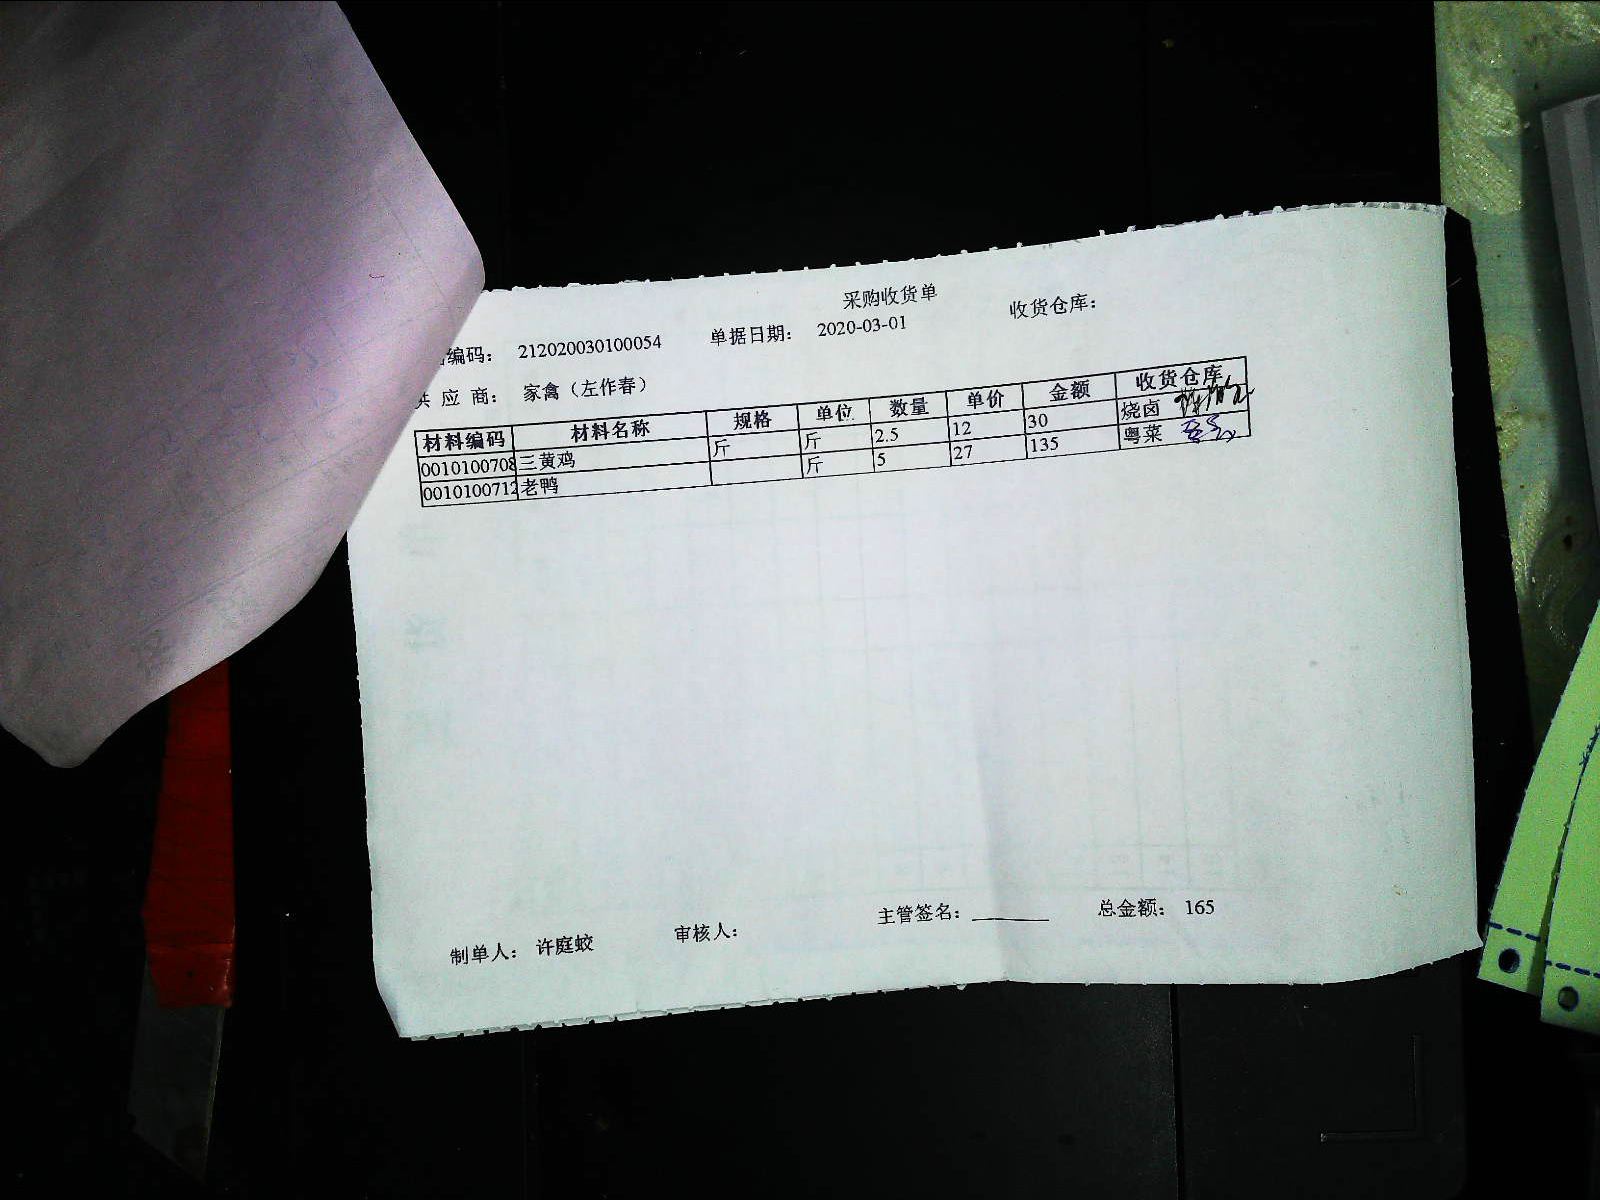 采购收货单
编码： 212020030100054 单据日期： 2020-03-01 收货仓库：
供 应 商： 家禽（左作春）
材料编码 材料名称 规格 单位 数量 单价 金额 收货仓库
0010100708 三黄鸡 斤 斤 2.5 12 30 烧卤
0010100712 老鸭 斤 5 27 135 粤菜
制单人： 许庭蛟 审核人： 主管签名： 总金额： 165